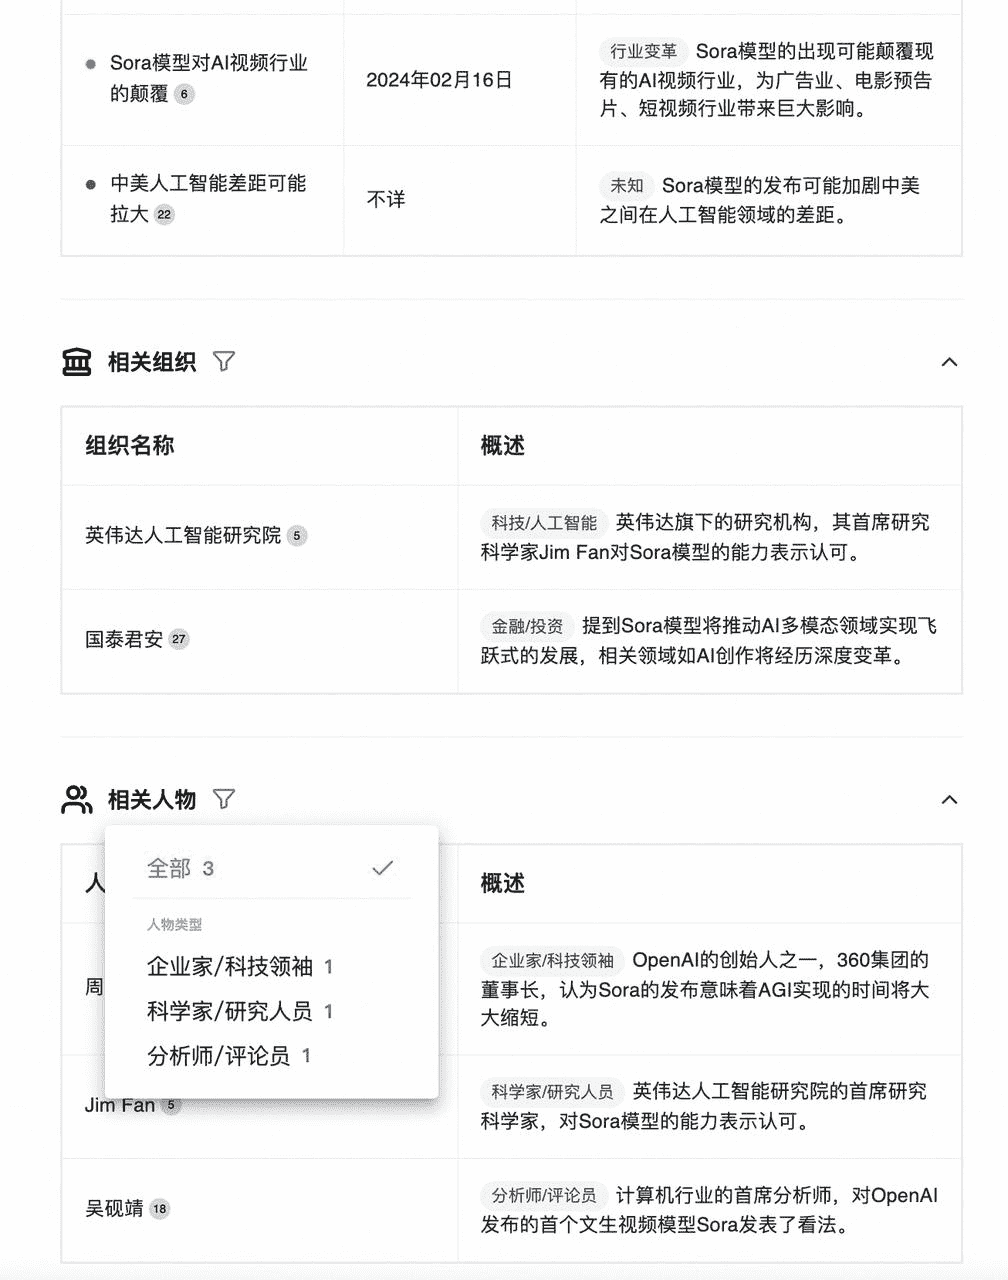 Sora模型对AI视频行业
的颠覆 6
2024年02月16日
行业变革 Sora模型的出现可能颠覆现
有的AI视频行业，为广告业、电影预告
片、短视频行业带来巨大影响。
中美人工智能差距可能
拉大 22
不详
未知 Sora模型的发布可能加剧中美
之间在人工智能领域的差距。
相关组织
组织名称
概述
英伟达人工智能研究院 5
科技/人工智能 英伟达旗下的研究机构，其首席研究
科学家Jim Fan对Sora模型的能力表示认可。
国泰君安 27
金融/投资 提到Sora模型将推动AI多模态领域实现飞
跃式的发展，相关领域如AI创作将经历深度变革。
相关人物
全部 3
人物类型
企业家/科技领袖 1
科学家/研究人员 1
分析师/评论员 1
人
概述
周
企业家/科技领袖 OpenAI的创始人之一，360集团的
董事长，认为Sora的发布意味着AGI实现的时间将大
大缩短。
Jim Fan 5
科学家/研究人员 英伟达人工智能研究院的首席研究
科学家，对Sora模型的能力表示认可。
吴砚靖 18
分析师/评论员 计算机行业的首席分析师，对OpenAI
发布的首个文生视频模型Sora发表了看法。